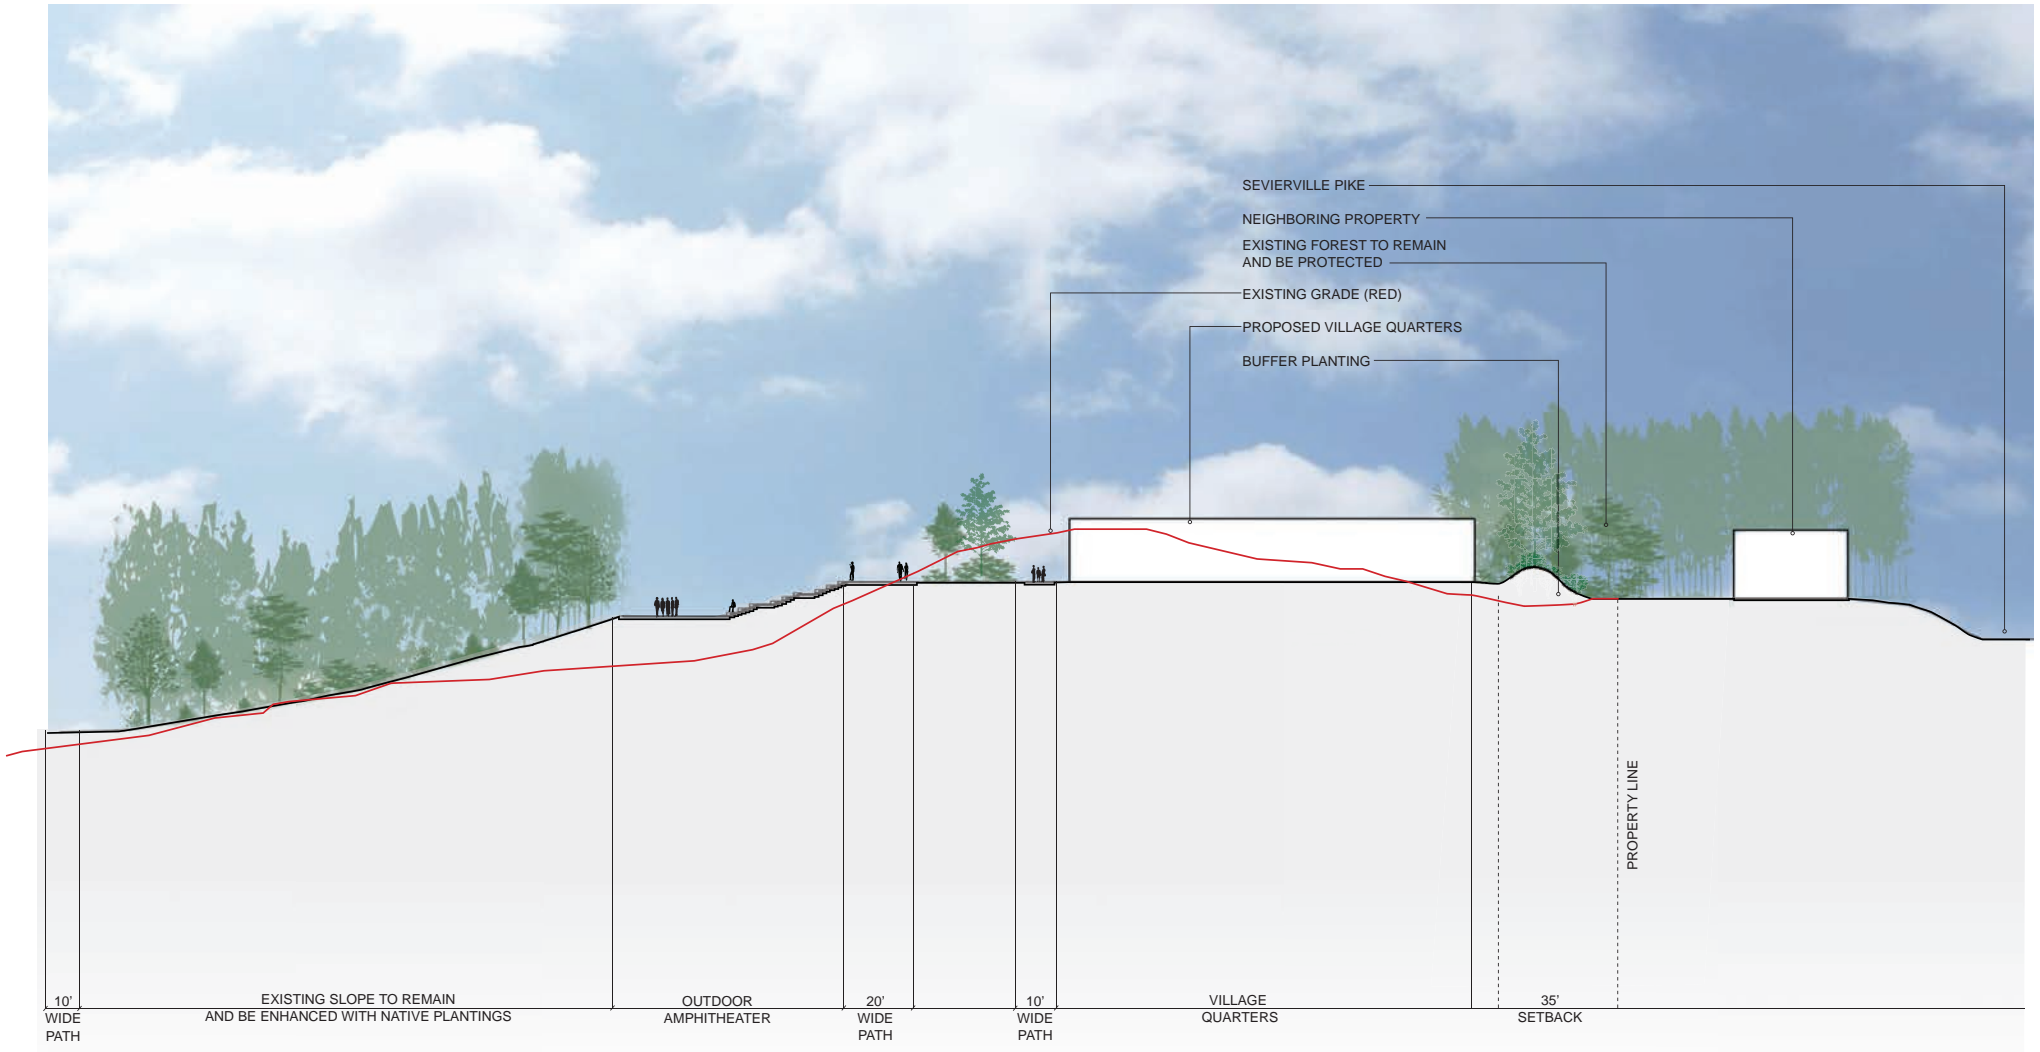 SEVIERVILLE PIKE
NEIGHBORING PROPERTY
EXISTING FOREST TO REMAIN
AND BE PROTECTED
EXISTING GRADE (RED)
PROPOSED VILLAGE QUARTERS
BUFFER PLANTING
PROPERTY LINE
10'
WIDE
PATH
EXISTING SLOPE TO REMAIN
AND BE ENHANCED WITH NATIVE PLANTINGS
OUTDOOR
AMPHITHEATER
20'
WIDE
PATH
10'
WIDE
PATH
VILLAGE
QUARTERS
35'
SETBACK